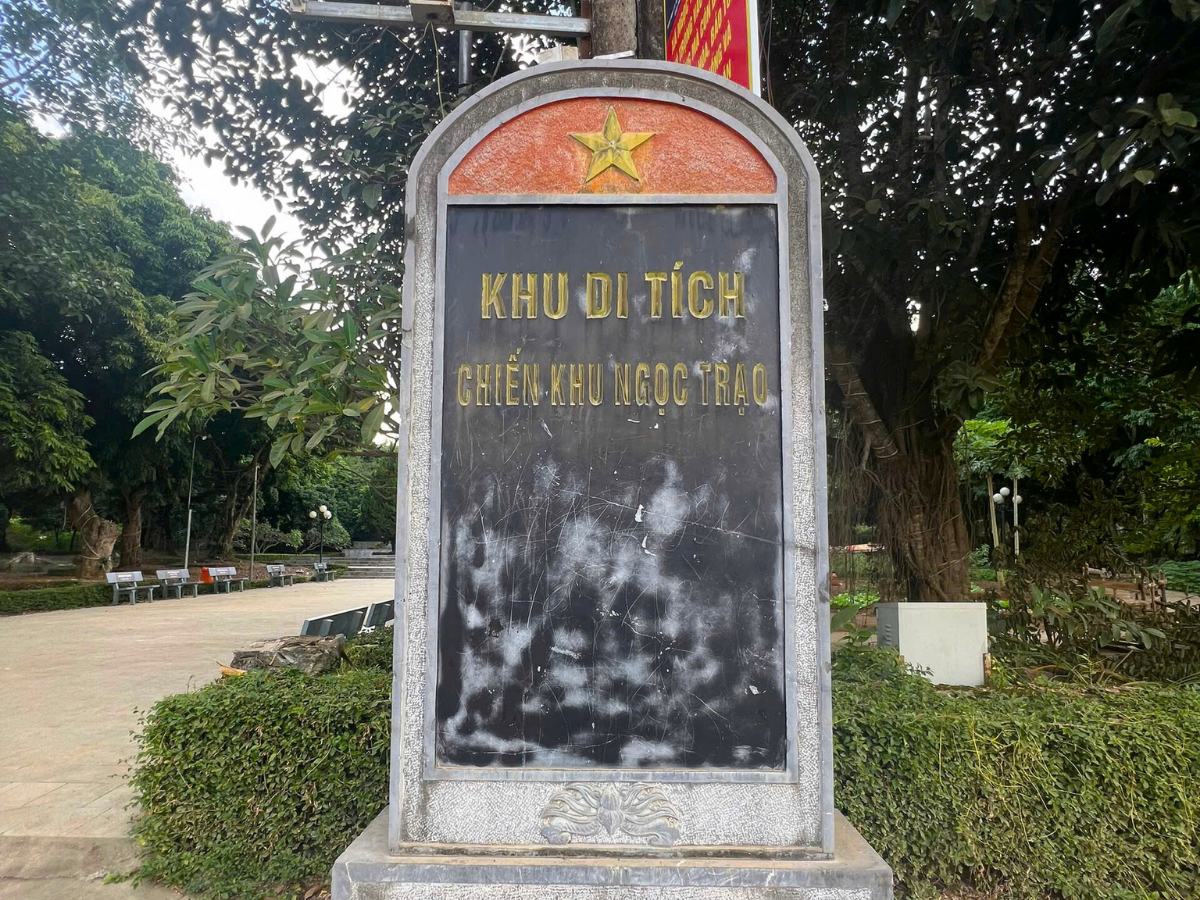 KHU DI TÍCH
CHIẾN KHU NGỌC TRẠO